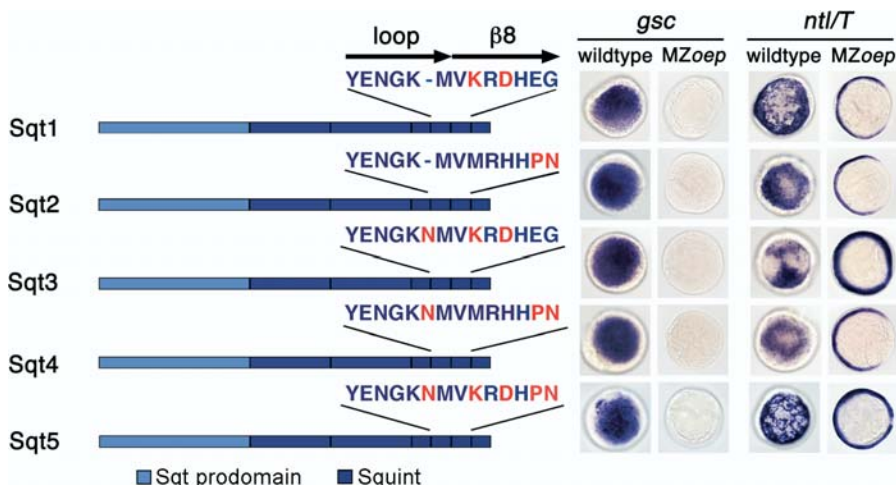 loop β8 gsc ntl/T
wildtype MZoep wildtype MZoep
YENGK-MVKRDHEG
Sqt1
YENGK-MVMRHHPN
Sqt2
YENGKNMVKRDHEG
Sqt3
YENGKNMVMRHHPN
Sqt4
YENGKNMVKRDHPN
Sqt5
Sqt prodomain Squint